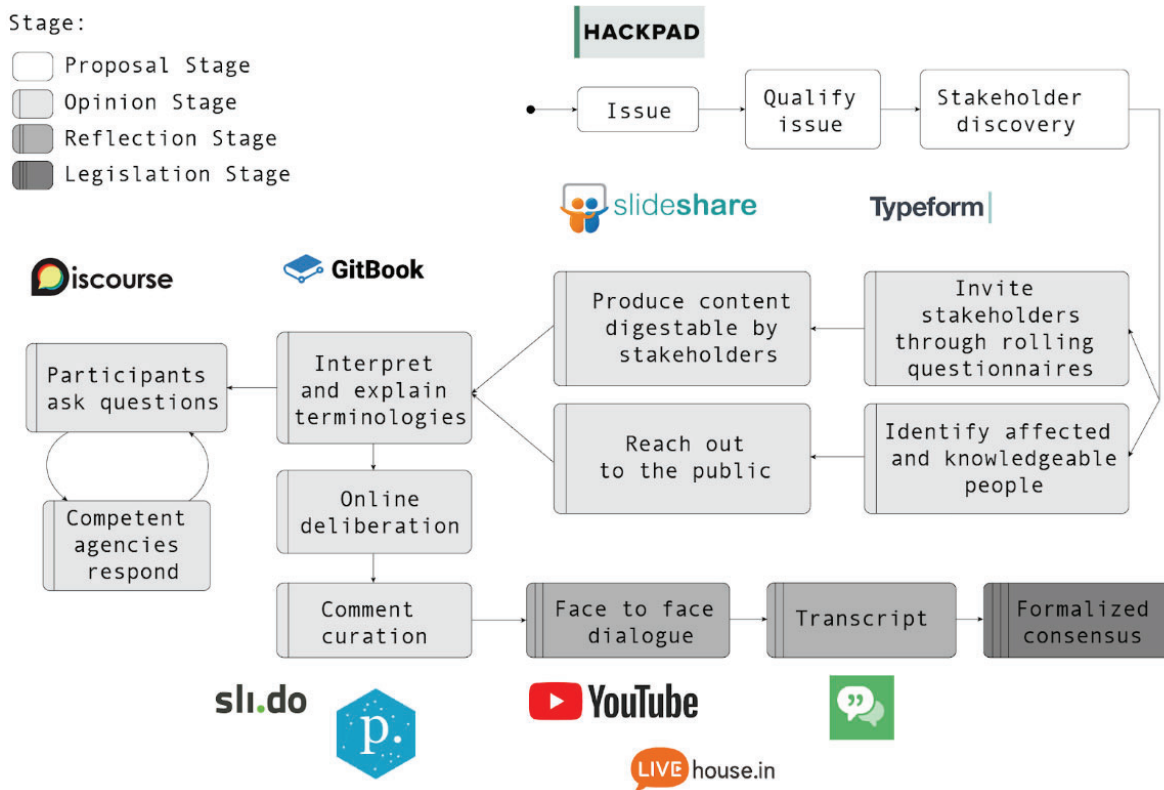 Stage:
Proposal Stage
Opinion Stage
Reflection Stage
Legislation Stage
HACKPAD
Issue
Qualify
issue
Stakeholder
discovery
slideshare
Typeform
Discourse
GitBook
Produce content
digestable by
stakeholders
Invite
stakeholders
through rolling
questionnaires
Participants
ask questions
Interpret
and explain
terminologies
Reach out
to the public
Identify affected
and knowledgeable
people
Competent
agencies
respond
Online
deliberation
Comment
curation
Face to face
dialogue
Transcript
Formalized
consensus
sli.do
p.
YouTube
LIVE house.in